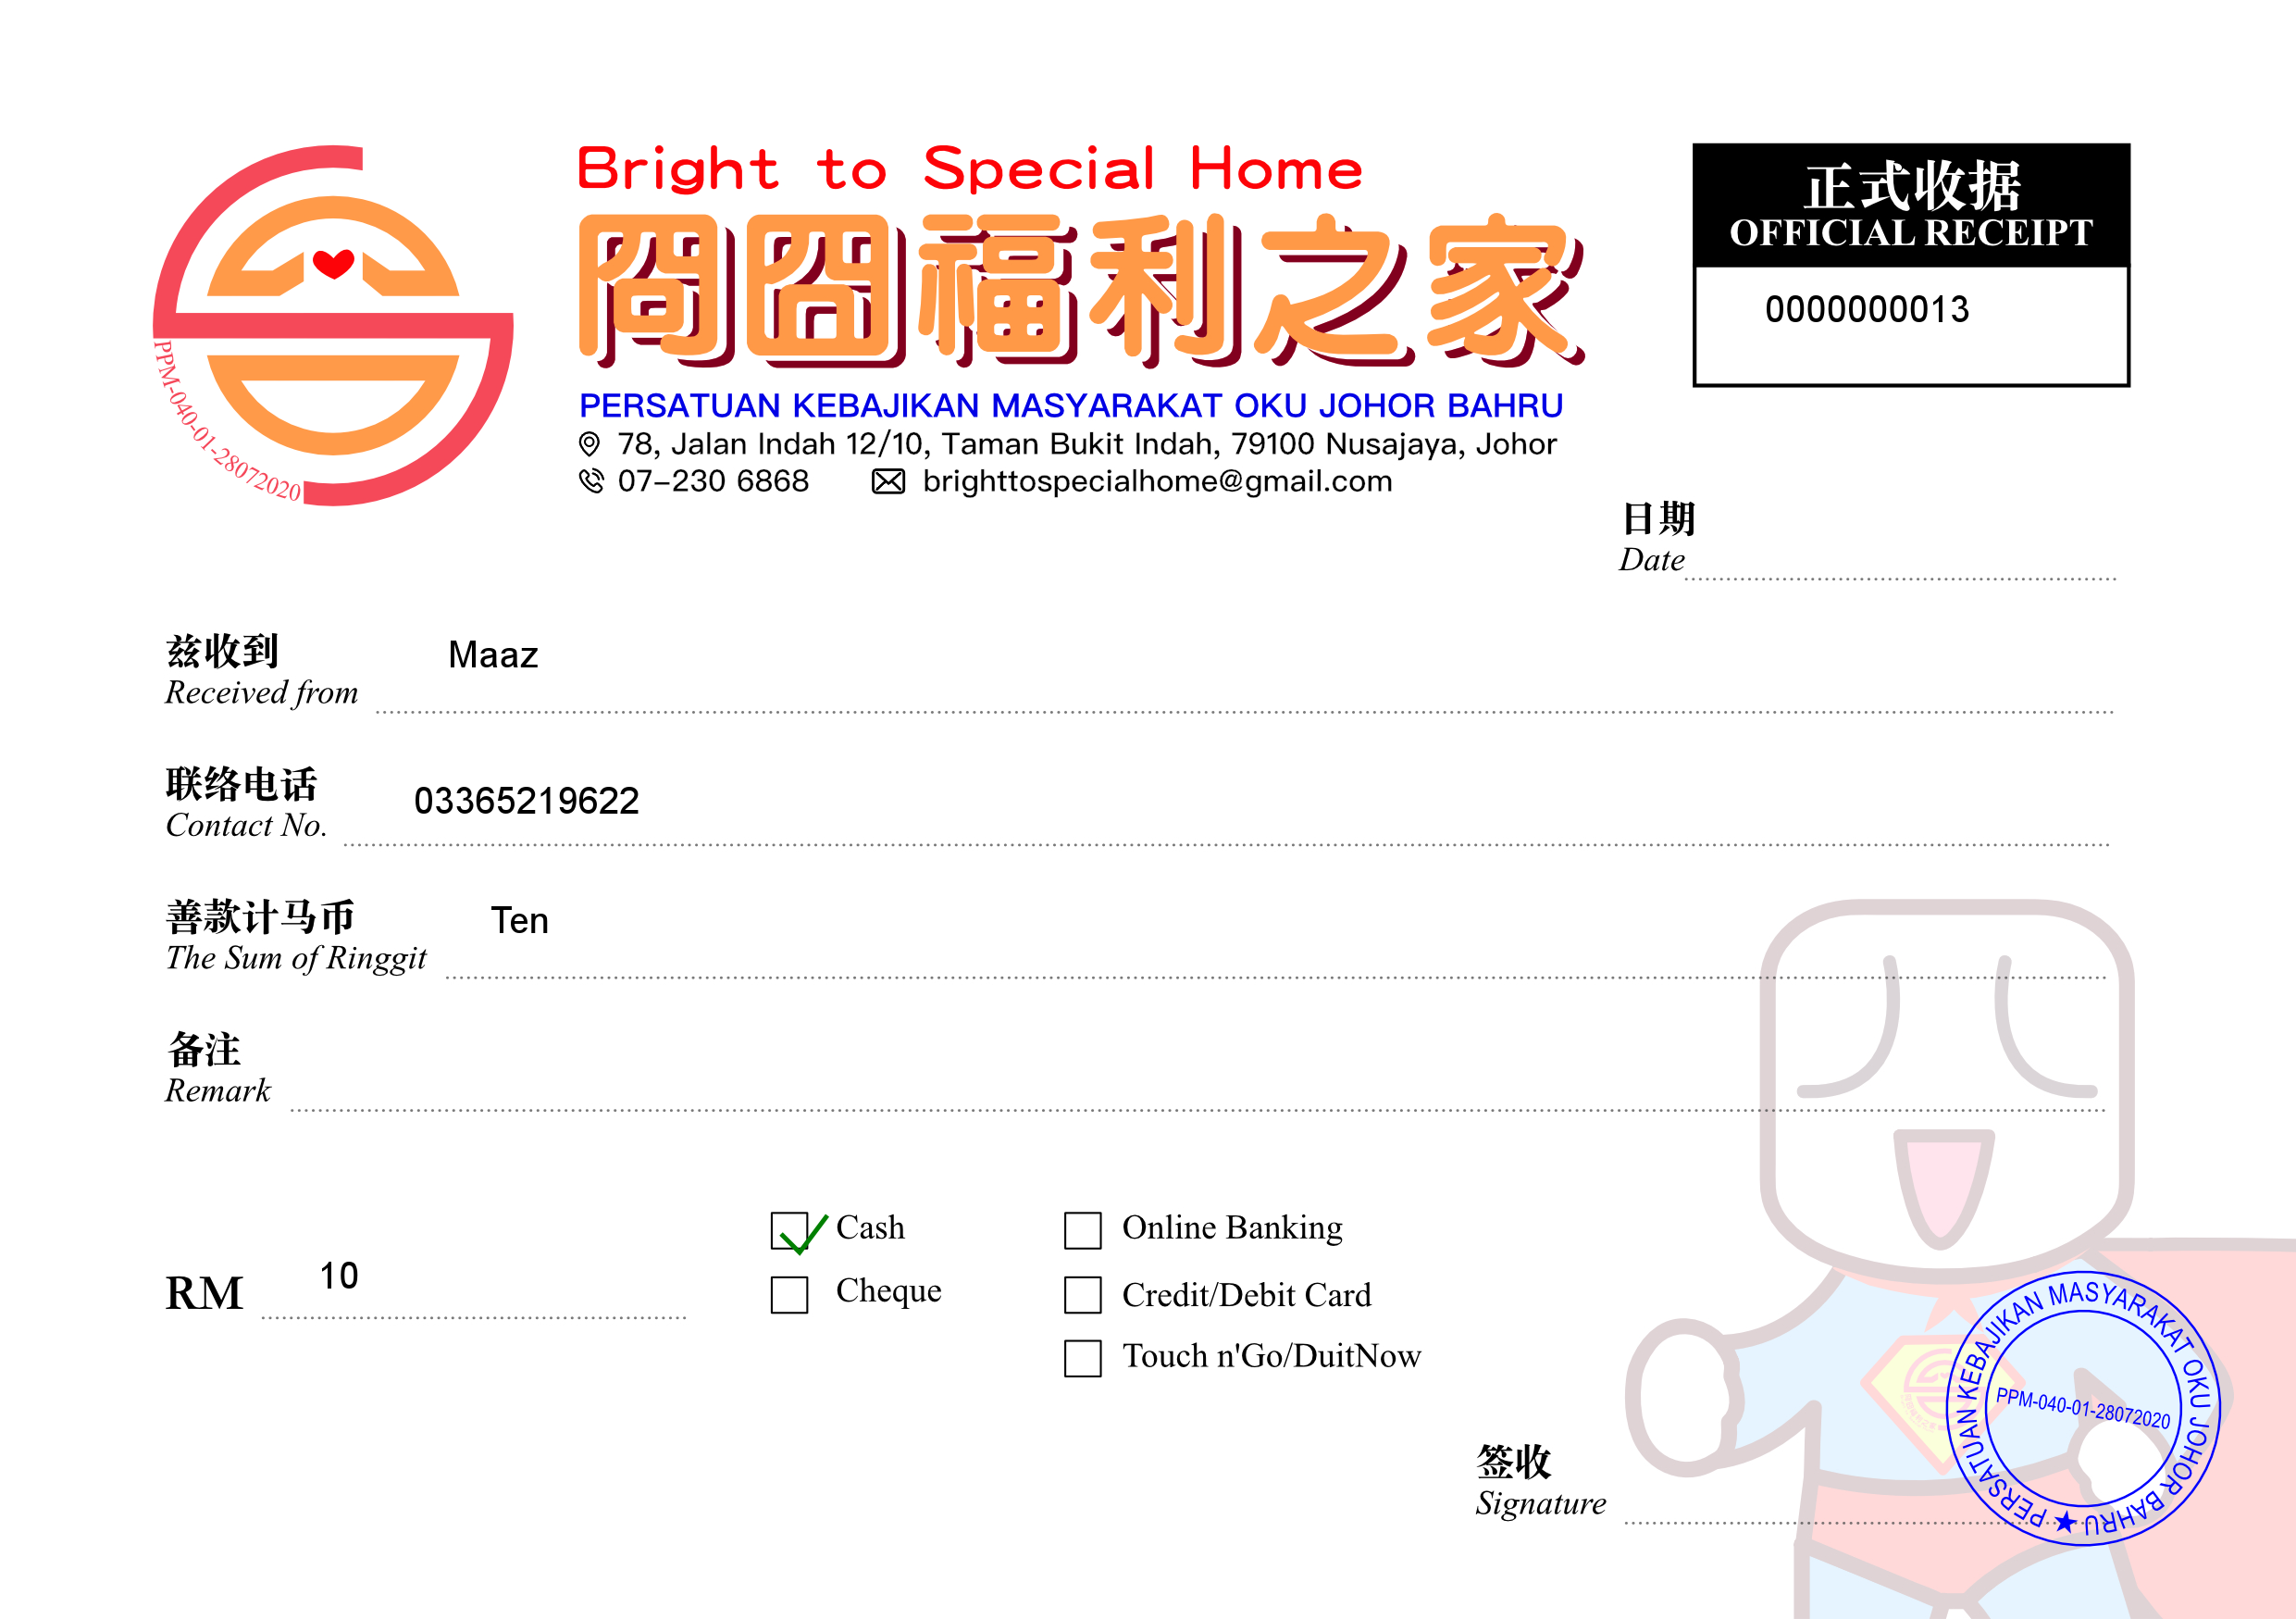 Bright to Special Home
冏囧福利之家
PERSATUAN KEBAJIKAN MASYARAKAT OKU JOHOR BAHRU
78, Jalan Indah 12/10, Taman Bukit Indah, 79100 Nusajaya, Johor
07-230 6868 brighttospecialhome@gmail.com
PPM-040-01-28072020
正式收据
OFFICIAL RECEIPT
0000000013
日期
Date
兹收到 Maaz
Received from
联络电话 03365219622
Contact No.
善款计马币 Ten
The Sum of Ringgit
备注
Remark
RM 10
Cash
Cheque
Online Banking
Credit/Debit Card
Touch n'Go/DuitNow
签收
Signature
PERSATUAN KEBAJIKAN MASYARAKAT OKU JOHOR BAHRU
PPM-040-01-28072020